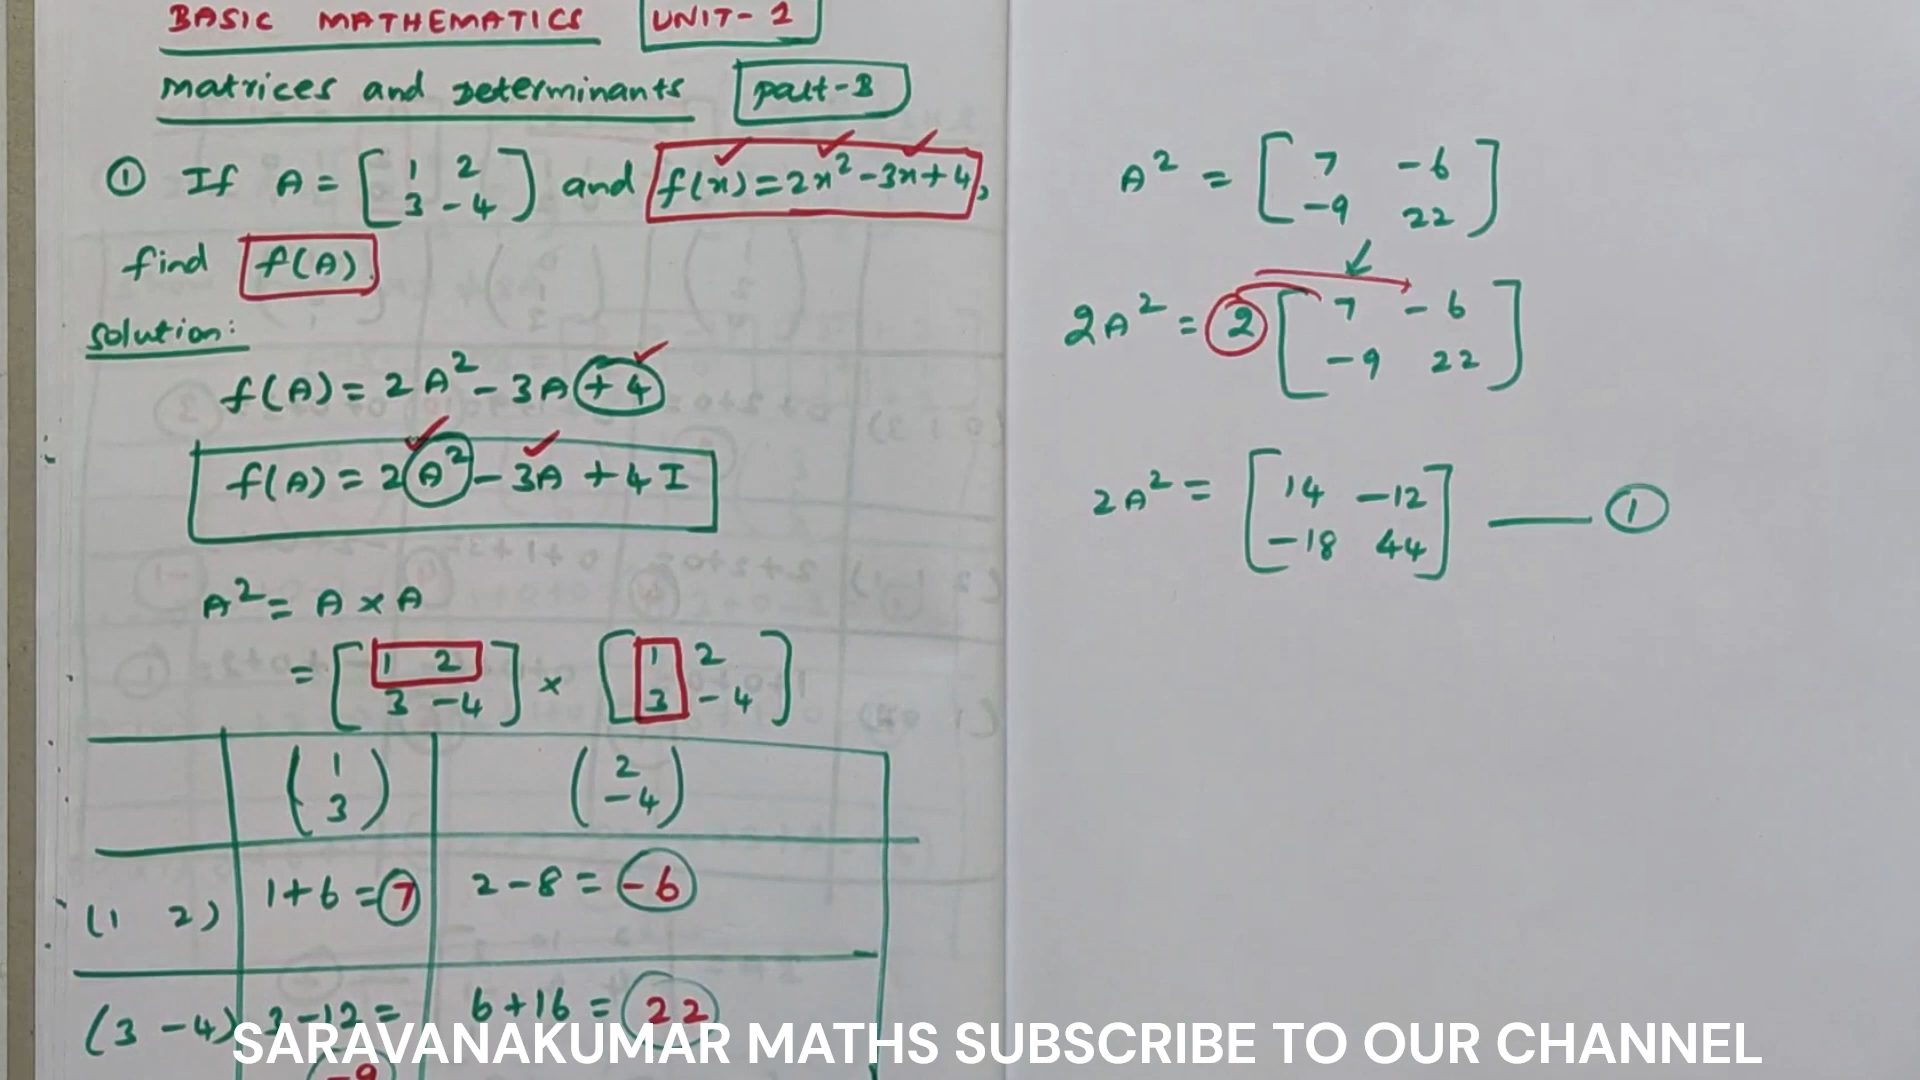 BASIC MATHEMATICS UNIT-1
matrices and Determinants part-B
① If A = [1 2
3 -4] and f(x) = 2x² - 3x + 4,
find f(A).
Solution:
f(A) = 2A² - 3A + 4
f(A) = 2A² - 3A + 4I
A² = A × A
= [1 2
3 -4] × [1 2
3 -4]
(1
3) (2
-4)
(1 2) 1+6 = 7 2-8 = -6
(3 -4) 3-12 = 6+16 = 22
-9
A² = [7 -6
-9 22]
2A² = 2 [7 -6
-9 22]
2A² = [14 -12
-18 44] —— ①
SARAVANAKUMAR MATHS SUBSCRIBE TO OUR CHANNEL